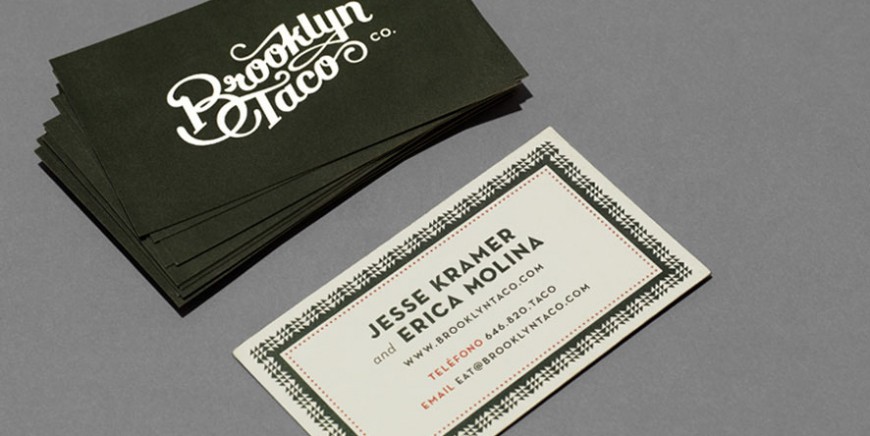 Brooklyn
Taco CO.
JESSE KRAMER
and ERICA MOLINA
WWW.BROOKLYNTACO.COM
TELÉFONO 646.820.TACO
EMAIL EAT@BROOKLYNTACO.COM